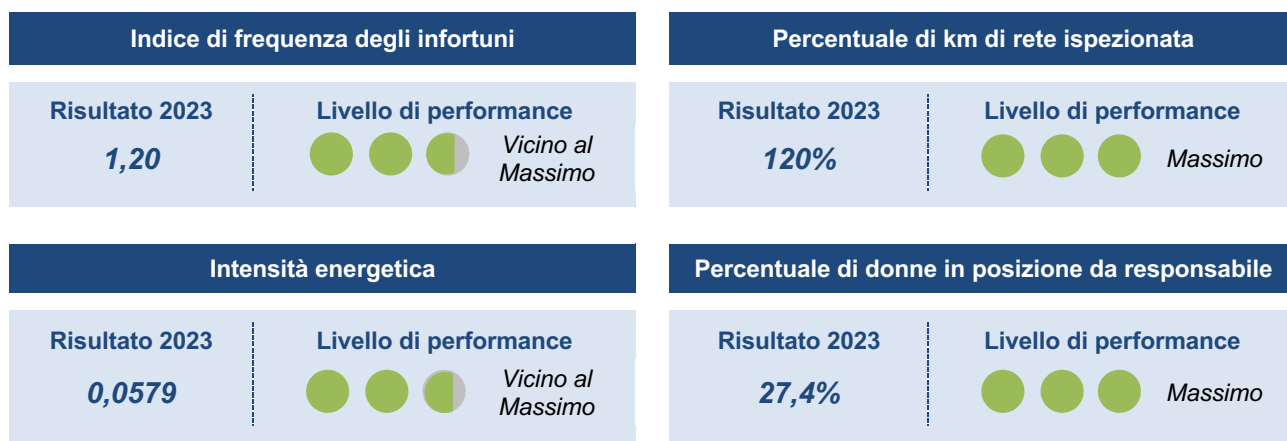 Indice di frequenza degli infortuni
Risultato 2023
1,20
Livello di performance
Vicino al
Massimo
Percentuale di km di rete ispezionata
Risultato 2023
120%
Livello di performance
Massimo
Intensità energetica
Risultato 2023
0,0579
Livello di performance
Vicino al
Massimo
Percentuale di donne in posizione da responsabile
Risultato 2023
27,4%
Livello di performance
Massimo